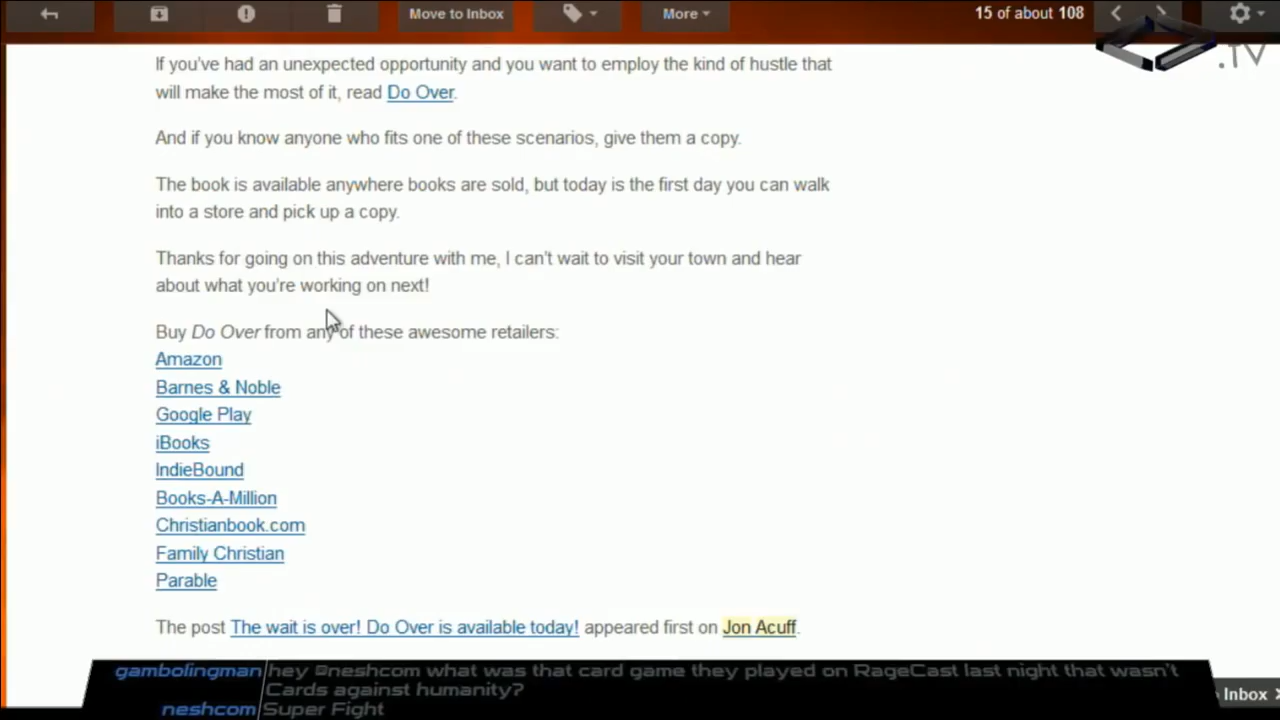 Move to Inbox
More
15 of about 108
.TV
If you've had an unexpected opportunity and you want to employ the kind of hustle that
will make the most of it, read Do Over.
And if you know anyone who fits one of these scenarios, give them a copy.
The book is available anywhere books are sold, but today is the first day you can walk
into a store and pick up a copy.
Thanks for going on this adventure with me, I can't wait to visit your town and hear
about what you're working on next!
Buy Do Over from any of these awesome retailers:
Amazon
Barnes & Noble
Google Play
iBooks
IndieBound
Books-A-Million
Christianbook.com
Family Christian
Parable
The post The wait is over! Do Over is available today! appeared first on Jon Acuff.
gambolingman hey @neshcom what was that card game they played on RageCast last night that wasn't
Cards against humanity?
neshcom Super Fight
Inbox